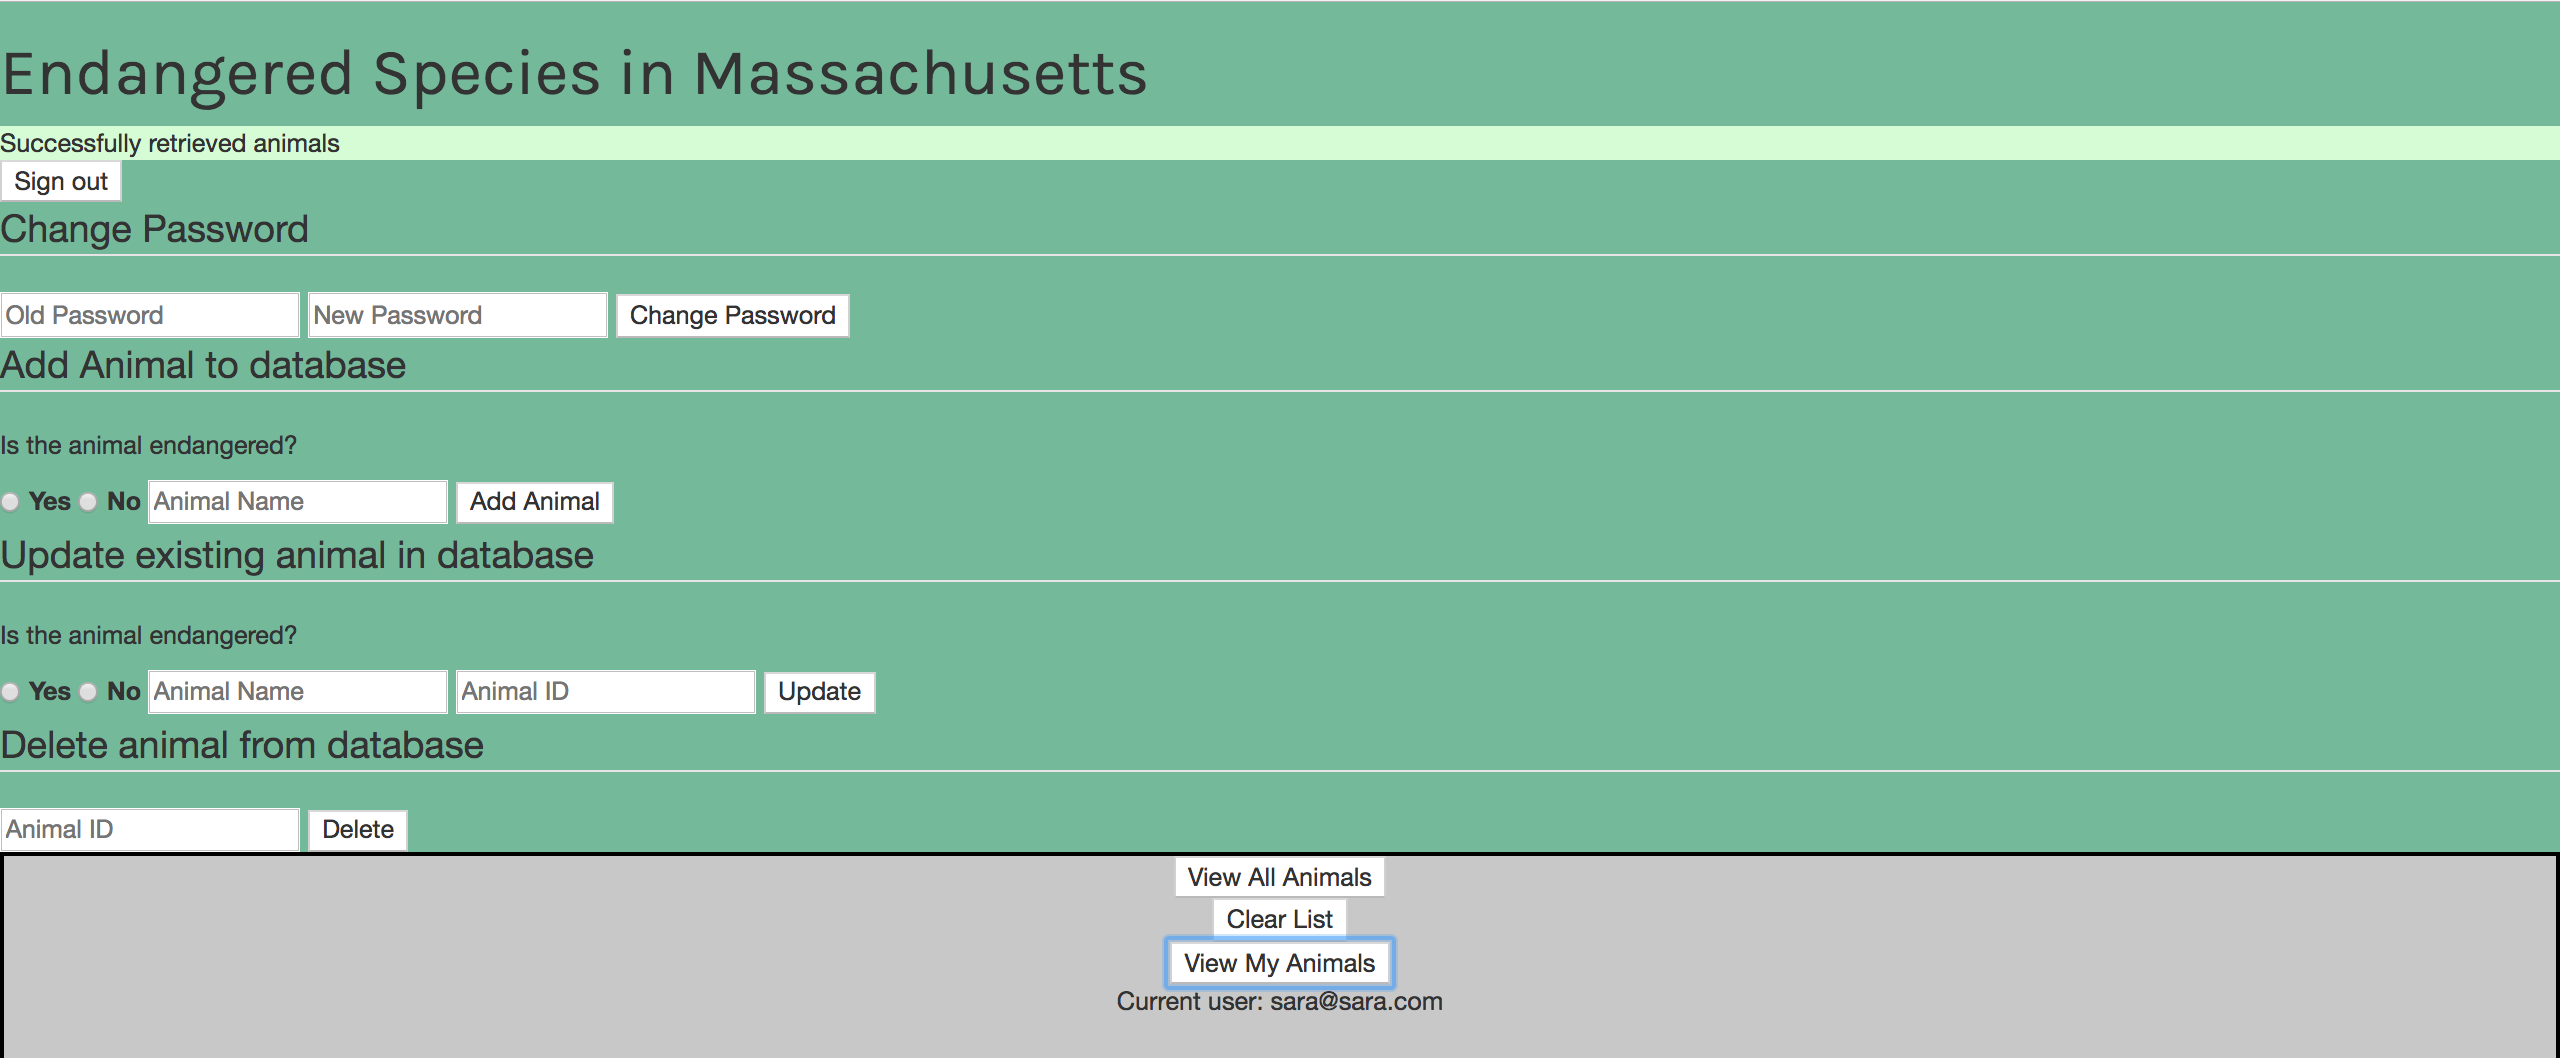 Endangered Species in Massachusetts
Successfully retrieved animals
Sign out
Change Password
Old Password New Password Change Password
Add Animal to database
Is the animal endangered?
Yes No Animal Name Add Animal
Update existing animal in database
Is the animal endangered?
Yes No Animal Name Animal ID Update
Delete animal from database
Animal ID Delete
View All Animals
Clear List
View My Animals
Current user: sara@sara.com